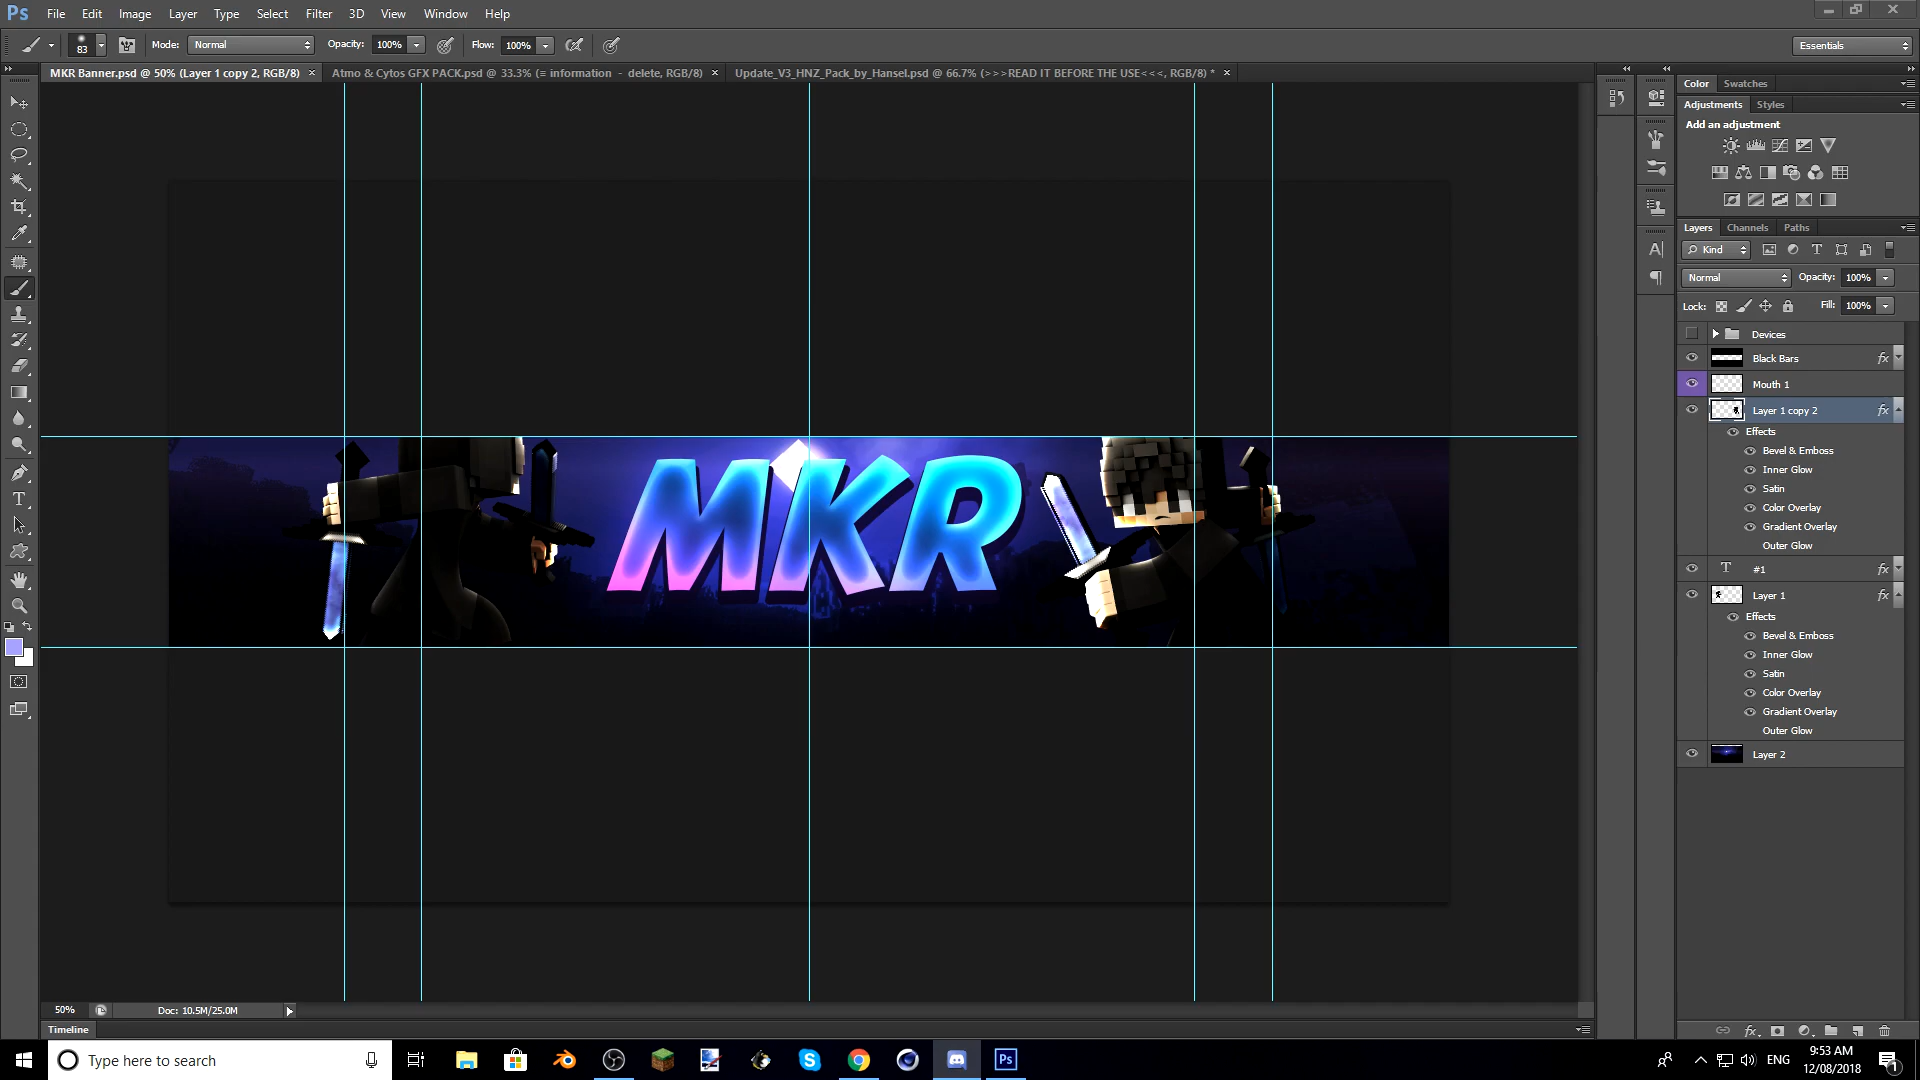 Ps File Edit Image Layer Type Select Filter 3D View Window Help
83 Mode: Normal Opacity: 100% Flow: 100% Essentials
MKR Banner.psd @ 50% (Layer 1 copy 2, RGB/8) × Atmo & Cytos GFX PACK.psd @ 33.3% (≡ information - delete, RGB/8) × Update_V3_HNZ_Pack_by_Hansel.psd @ 66.7% (>>>READ IT BEFORE THE USE<<<, RGB/8) * ×
Color Swatches
Adjustments Styles
Add an adjustment
Layers Channels Paths
Kind
Normal Opacity: 100%
Lock: Fill: 100%
Devices
Black Bars fx
Mouth 1
Layer 1 copy 2 fx
Effects
Bevel & Emboss
Inner Glow
Satin
Color Overlay
Gradient Overlay
Outer Glow
T #1 fx
Layer 1 fx
Effects
Bevel & Emboss
Inner Glow
Satin
Color Overlay
Gradient Overlay
Outer Glow
Layer 2
MKR
50% Doc: 10.5M/25.0M
Timeline
Type here to search
Ps
ENG
9:53 AM
12/08/2018
1